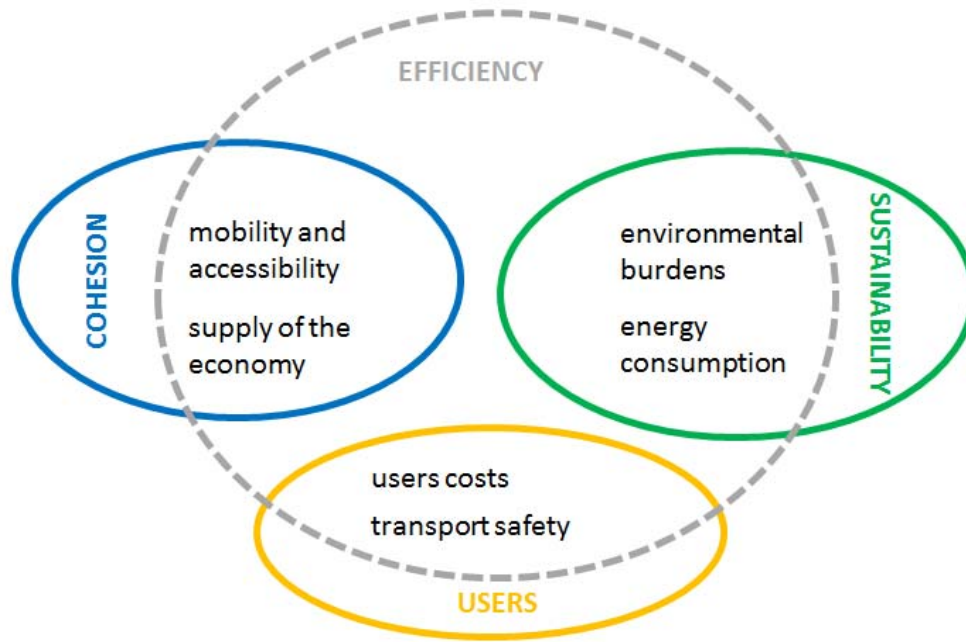 EFFICIENCY
COHESION
mobility and
accessibility
supply of the
economy
environmental
burdens
energy
consumption
SUSTAINABILITY
users costs
transport safety
USERS